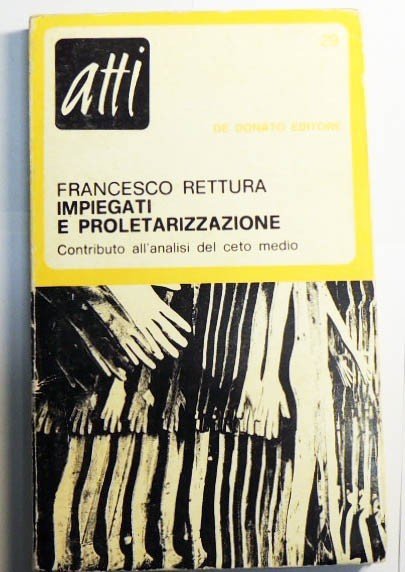 29
atti
DE DONATO EDITORE
FRANCESCO RETTURA
IMPIEGATI
E PROLETARIZZAZIONE
Contributo all'analisi del ceto medio